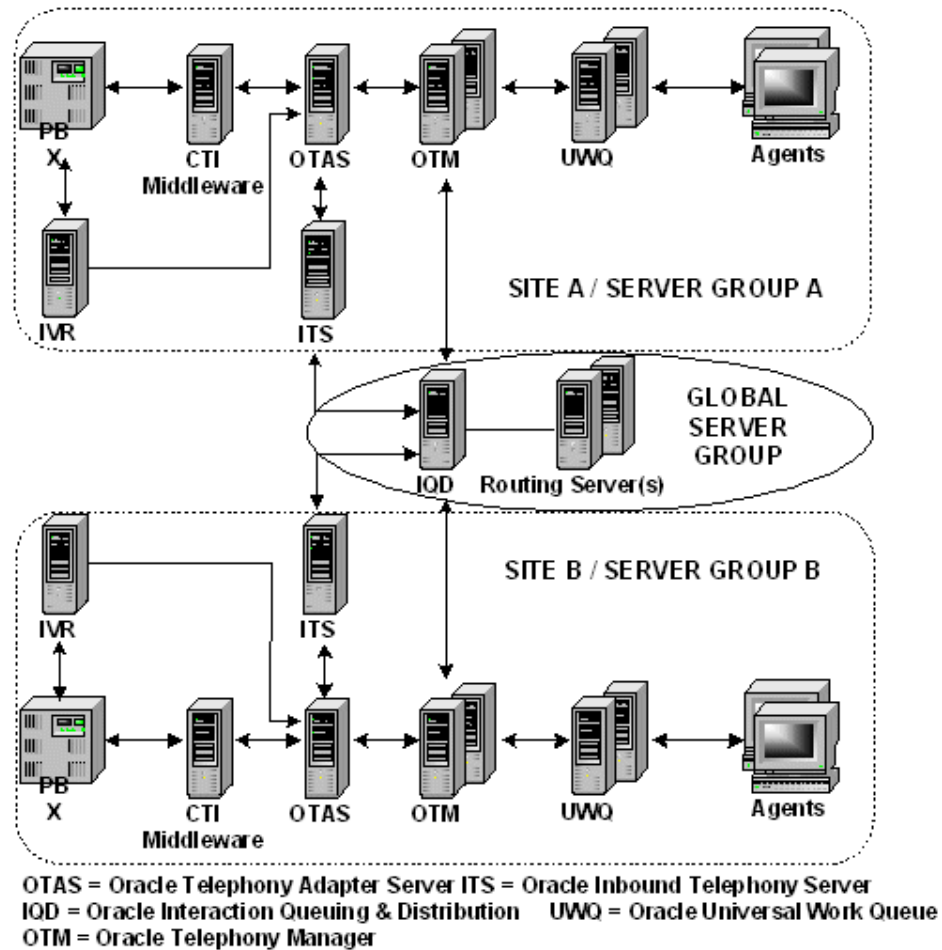 PB
X
CTI
Middleware
OTAS
OTM
UWQ
Agents
IVR
ITS
SITE A / SERVER GROUP A
GLOBAL
SERVER
GROUP
IQD
Routing Server(s)
SITE B / SERVER GROUP B
IVR
ITS
PB
X
CTI
Middleware
OTAS
OTM
UWQ
Agents
OTAS = Oracle Telephony Adapter Server ITS = Oracle Inbound Telephony Server
IQD = Oracle Interaction Queuing & Distribution UWQ = Oracle Universal Work Queue
OTM = Oracle Telephony Manager